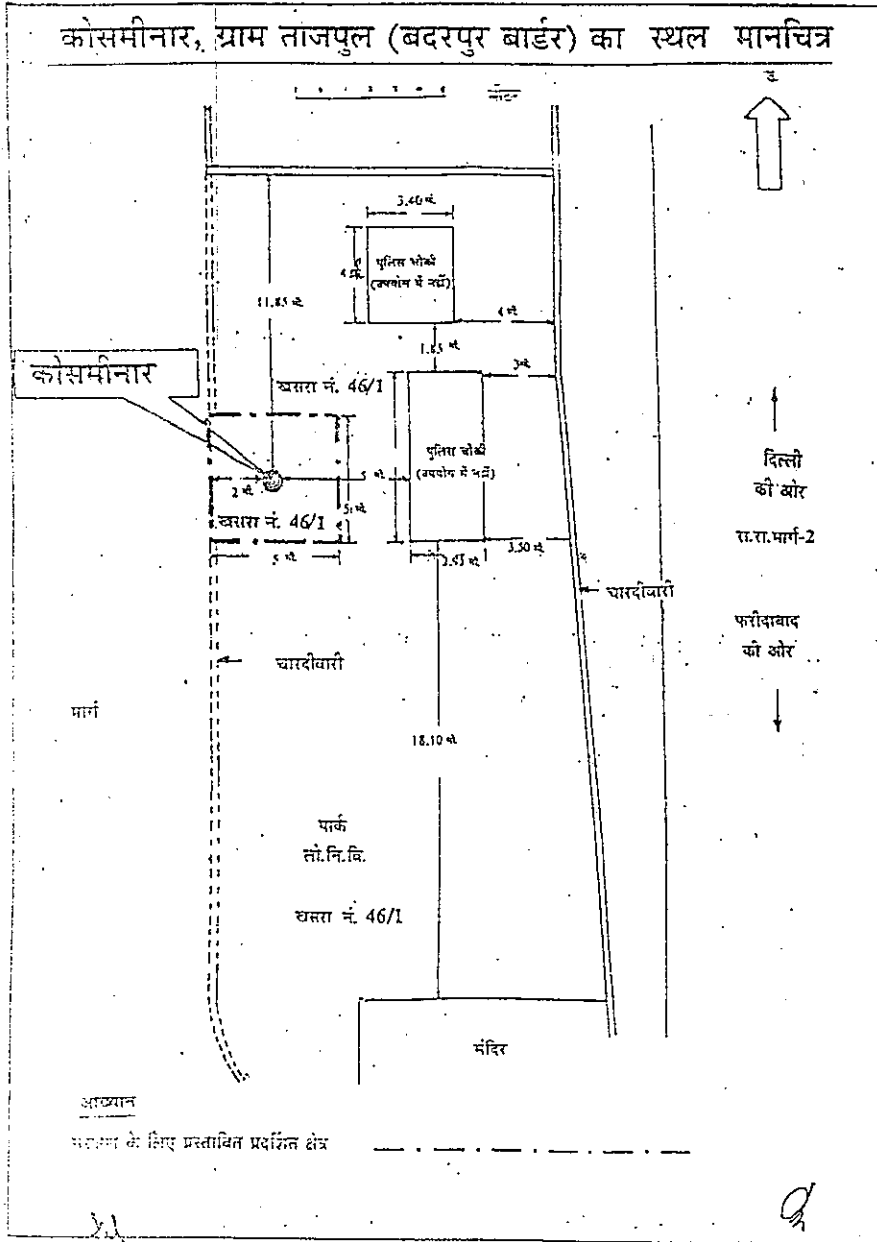 कोसमीनार, ग्राम ताजपुल (बदरपुर बार्डर) का स्थल मानचित्र
उ
3.40 मी.
पुलिस चौकी
(उपयोग में नहीं)
11.85 मी.
4 मी.
1.85 मी.
3 मी.
कोसमीनार
खसरा नं. 46/1
पुलिस चौकी
(उपयोग में नहीं)
दिल्ली
की ओर
2 मी.
5 मी.
5 मी.
खसरा नं. 46/1
रा.रा.मार्ग-2
5 मी.
3.50 मी.
चारदीवारी
फरीदाबाद
की ओर
चारदीवारी
मार्ग
18.10 मी.
पार्क
लो.नि.वि.
खसरा नं. 46/1
मंदिर
आख्यान
के लिए प्रस्तावित प्रदर्शित क्षेत्र